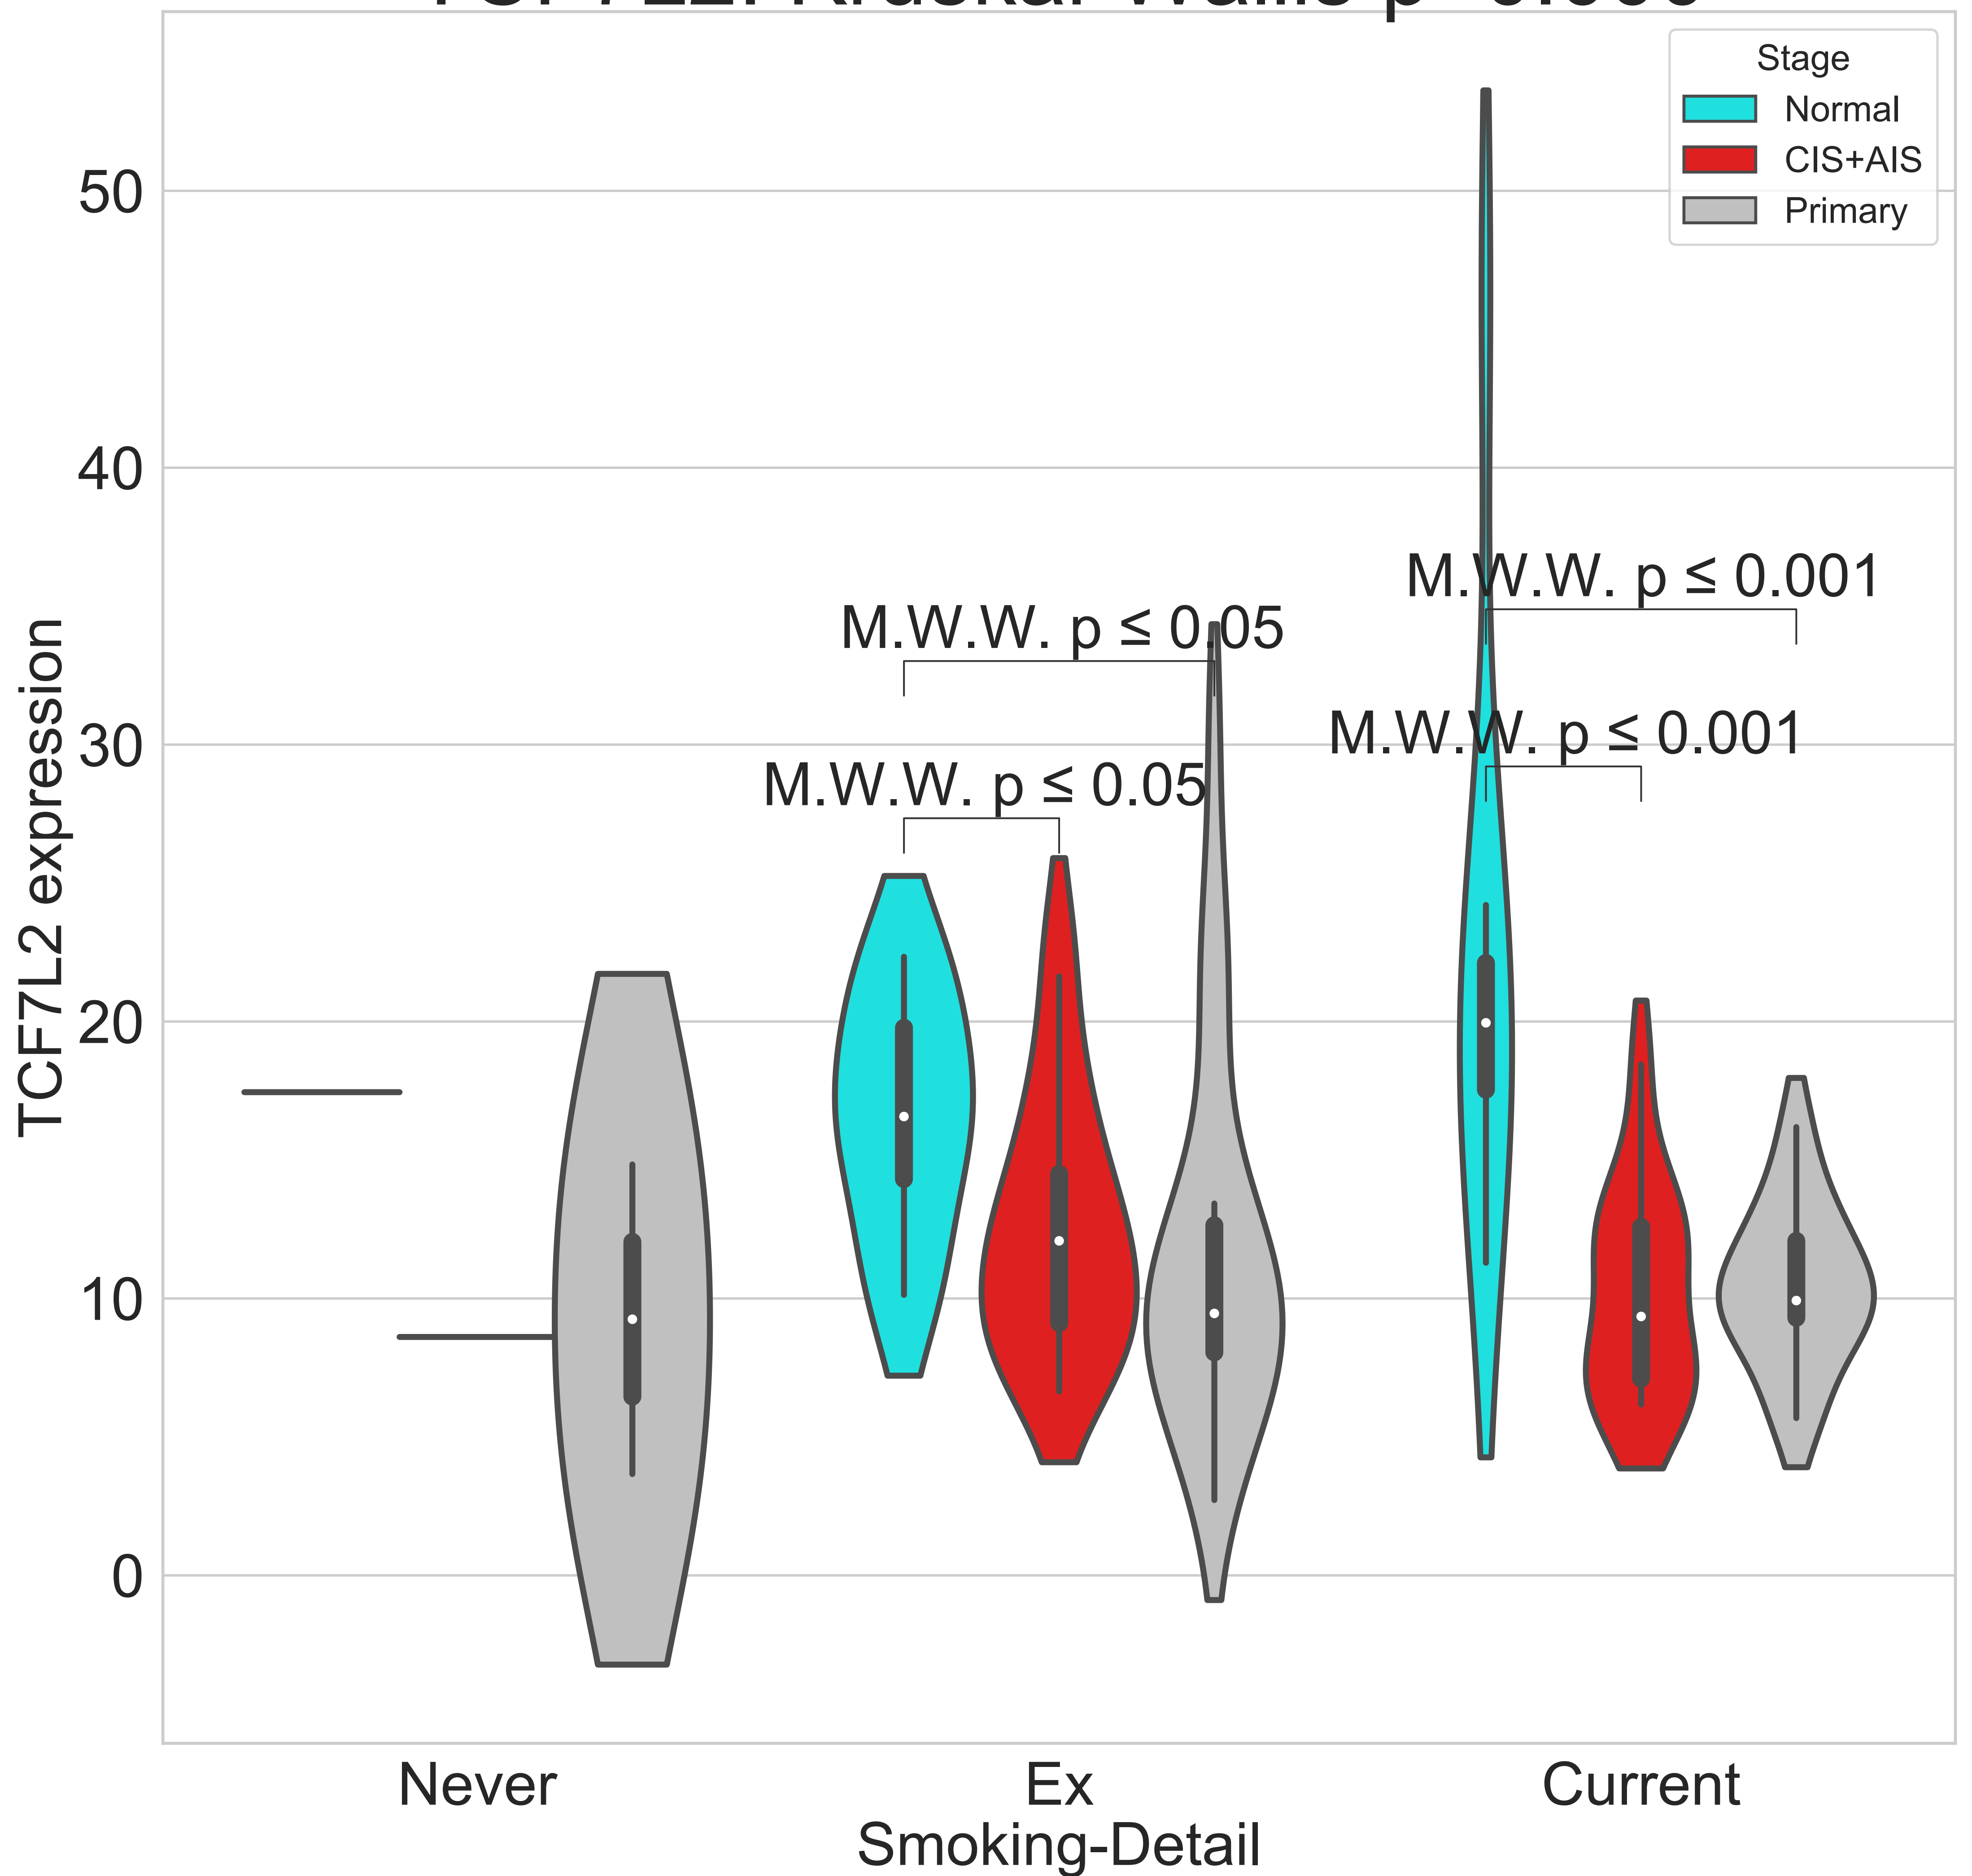 Stage
Normal
CIS+AIS
Primary
50
40
30
20
10
0
TCF7L2 expression
M.W.W. p ≤ 0.001
M.W.W. p ≤ 0.05
M.W.W. p ≤ 0.001
M.W.W. p ≤ 0.05
Never
Ex
Current
Smoking-Detail